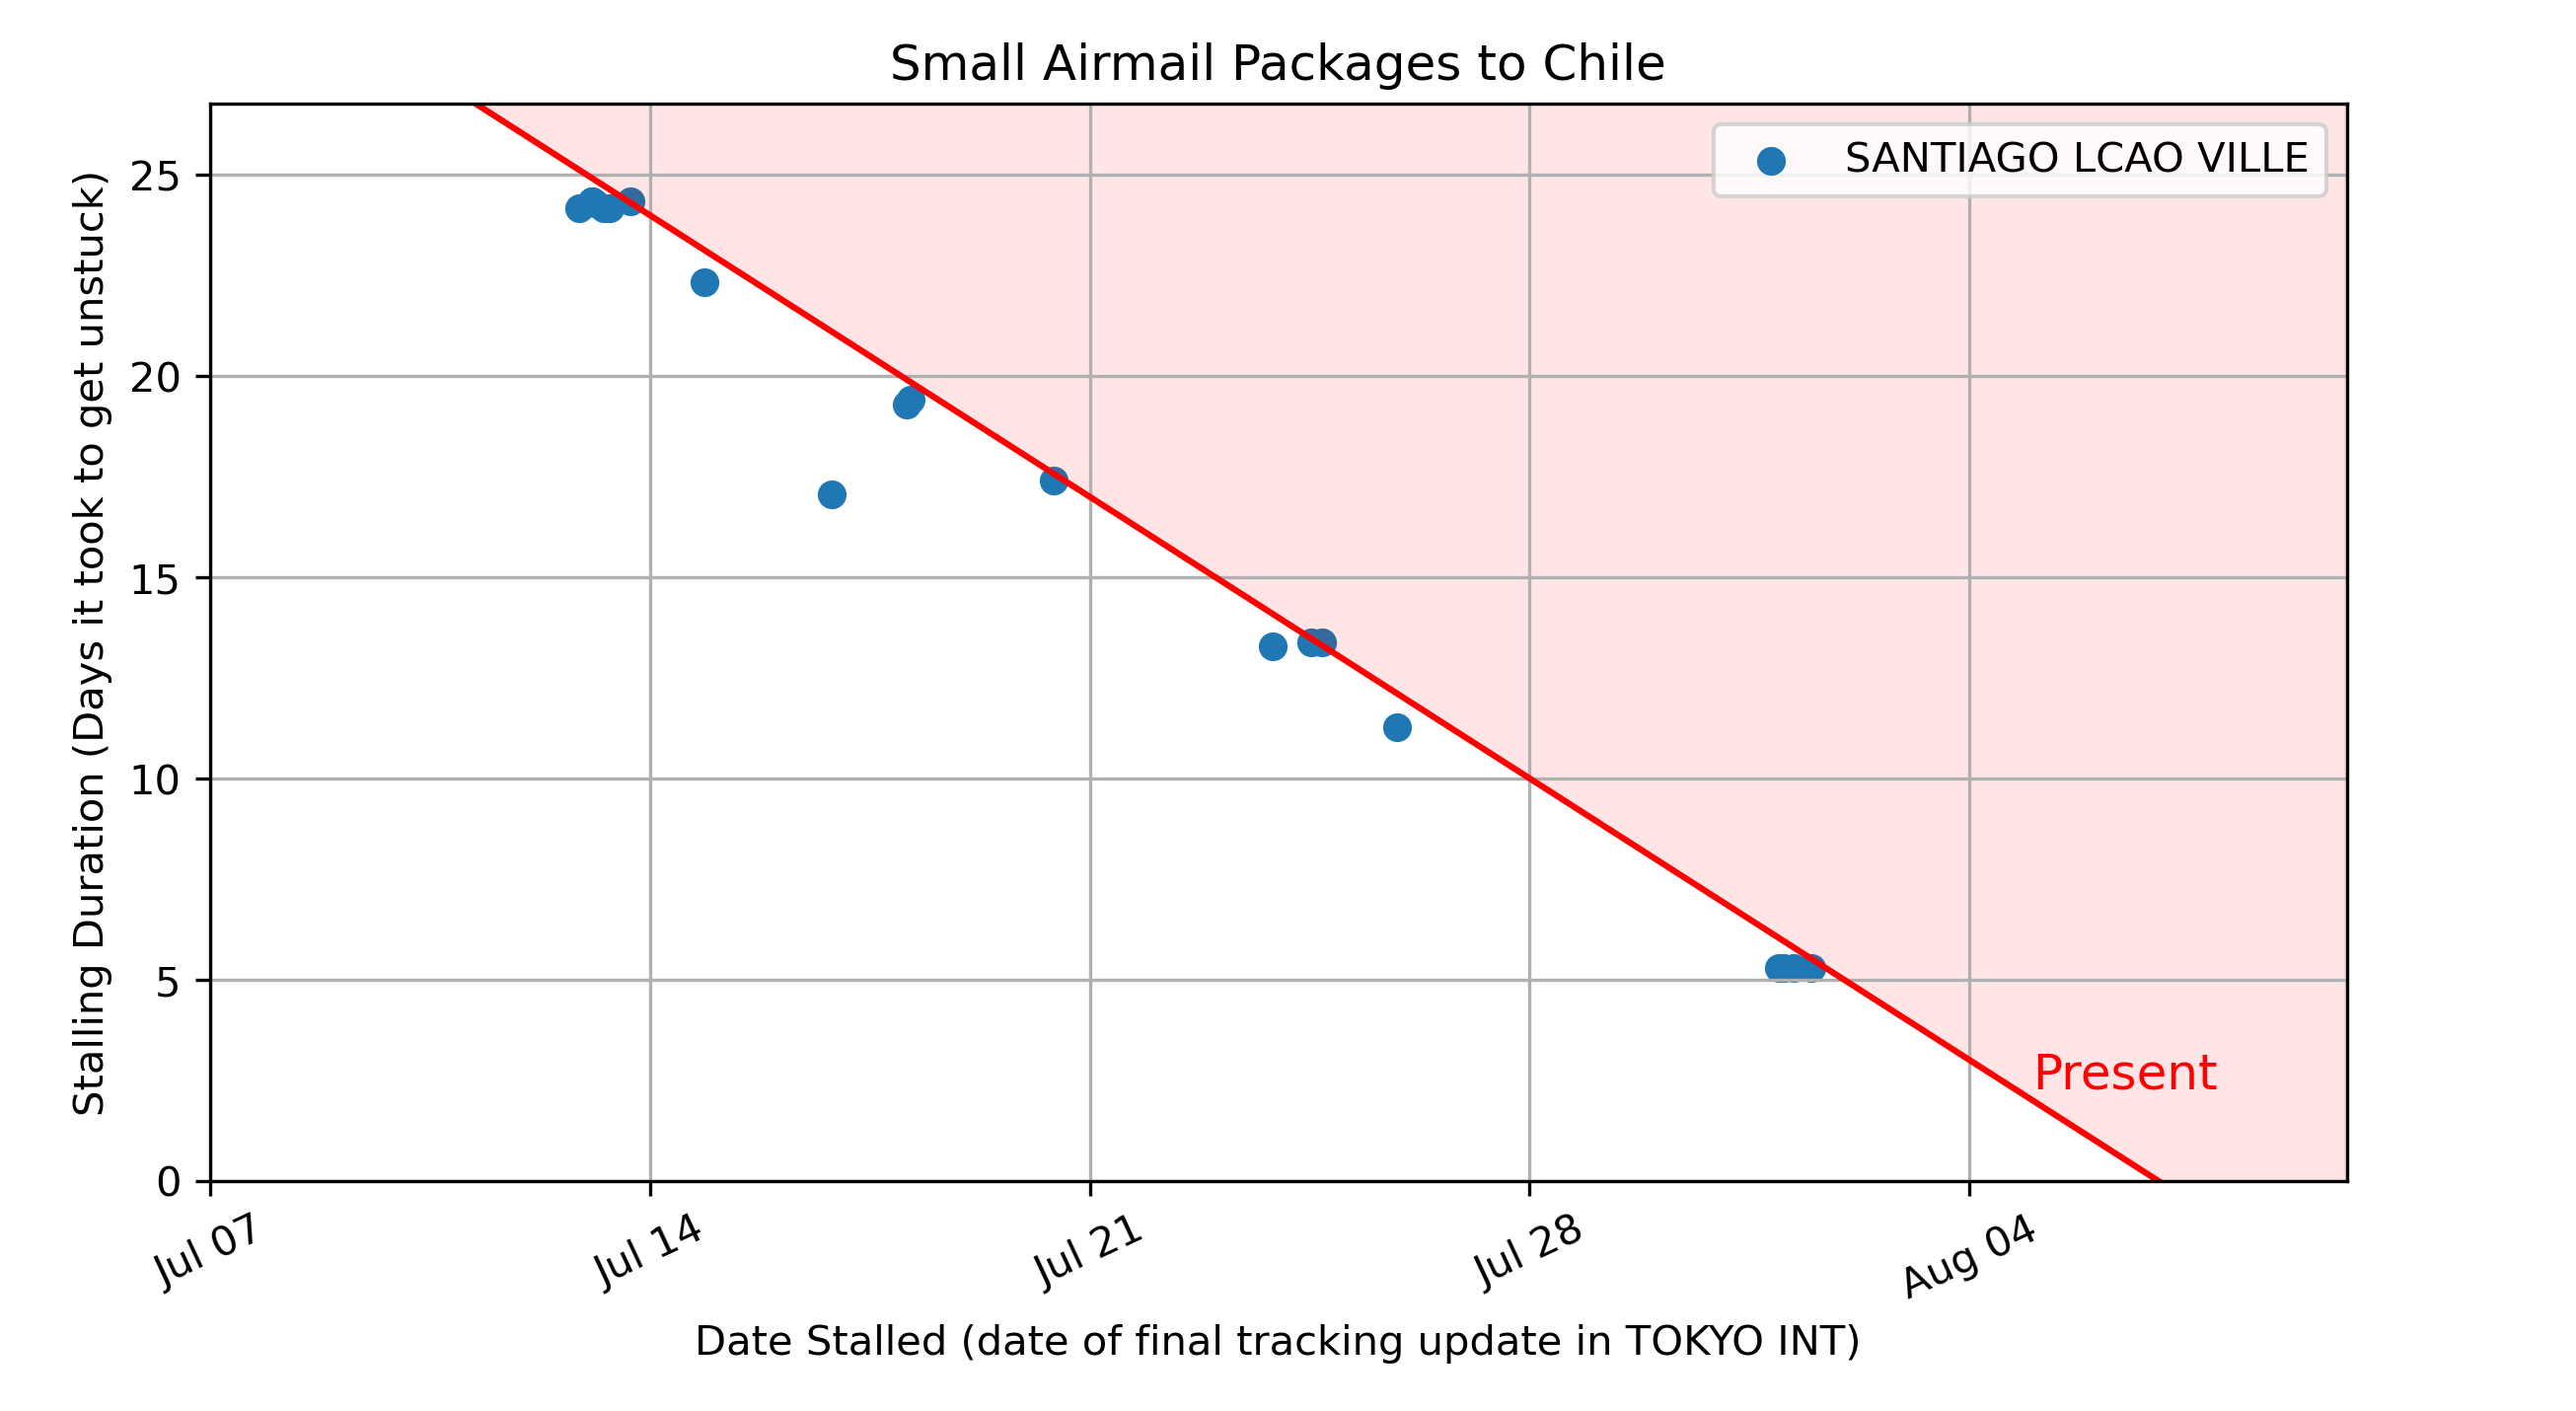 Small Airmail Packages to Chile
SANTIAGO LCAO VILLE
Stalling Duration (Days it took to get unstuck)
25
20
15
10
5
0
Present
Jul 07
Jul 14
Jul 21
Jul 28
Aug 04
Date Stalled (date of final tracking update in TOKYO INT)